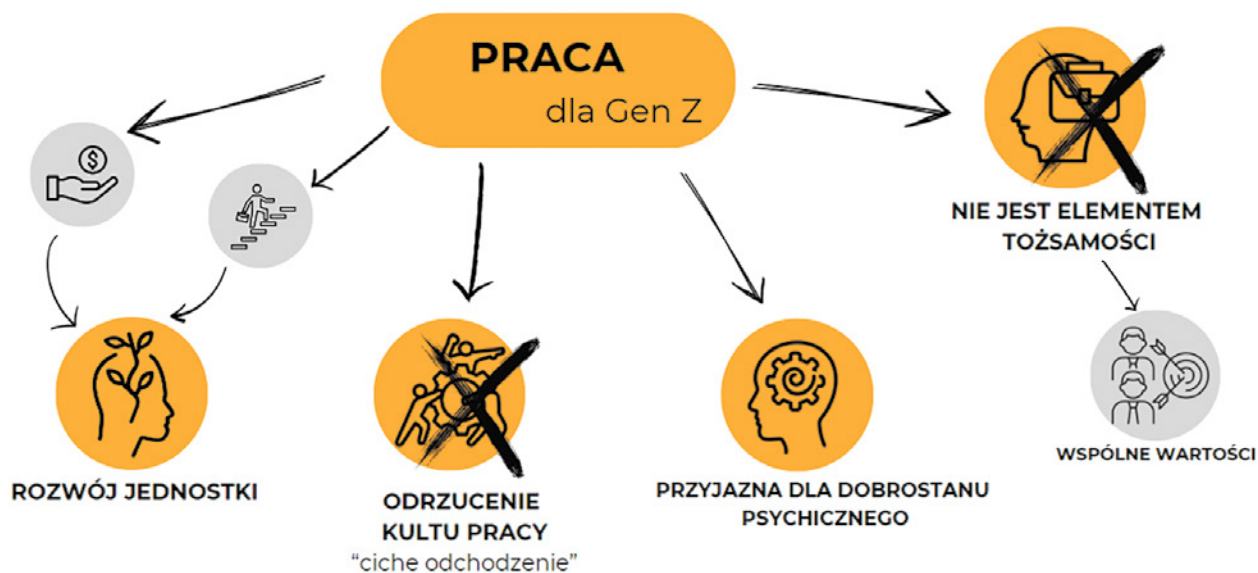 PRACA
dla Gen Z
NIE JEST ELEMENTEM
TOŻSAMOŚCI
WSPÓLNE WARTOŚCI
ROZWÓJ JEDNOSTKI
ODRZUCENIE
KULTU PRACY
“ciche odchodzenie”
PRZYJAZNA DLA DOBROSTANU
PSYCHICZNEGO
$